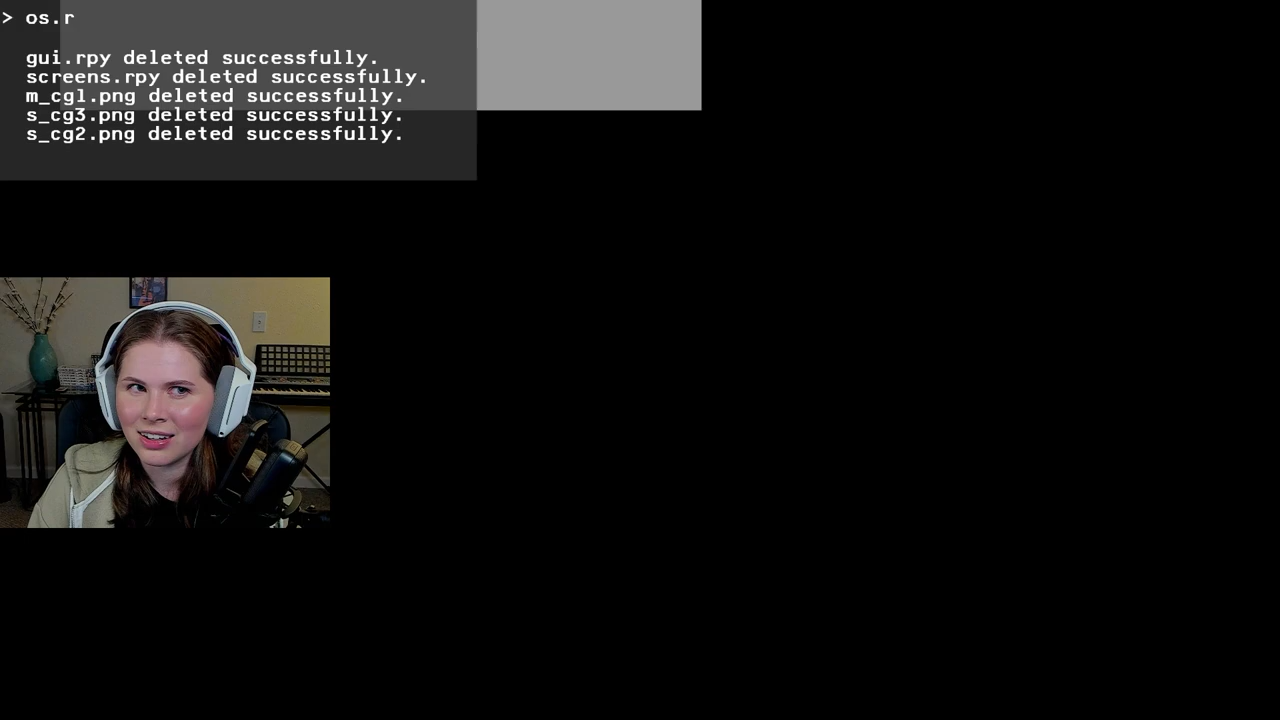 > os.r
gui.rpy deleted successfully.
screens.rpy deleted successfully.
m_cg1.png deleted successfully.
s_cg3.png deleted successfully.
s_cg2.png deleted successfully.